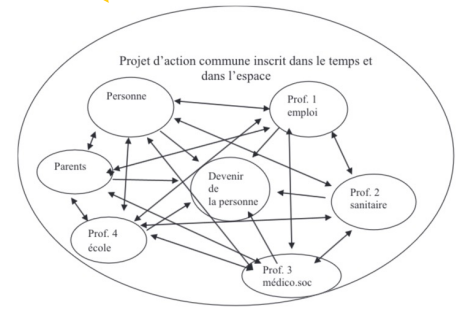 Projet d'action commune inscrit dans le temps et
dans l'espace
Personne
Prof. 1
emploi
Parents
Devenir
de
la personne
Prof. 2
sanitaire
Prof. 4
école
Prof. 3
médico.soc